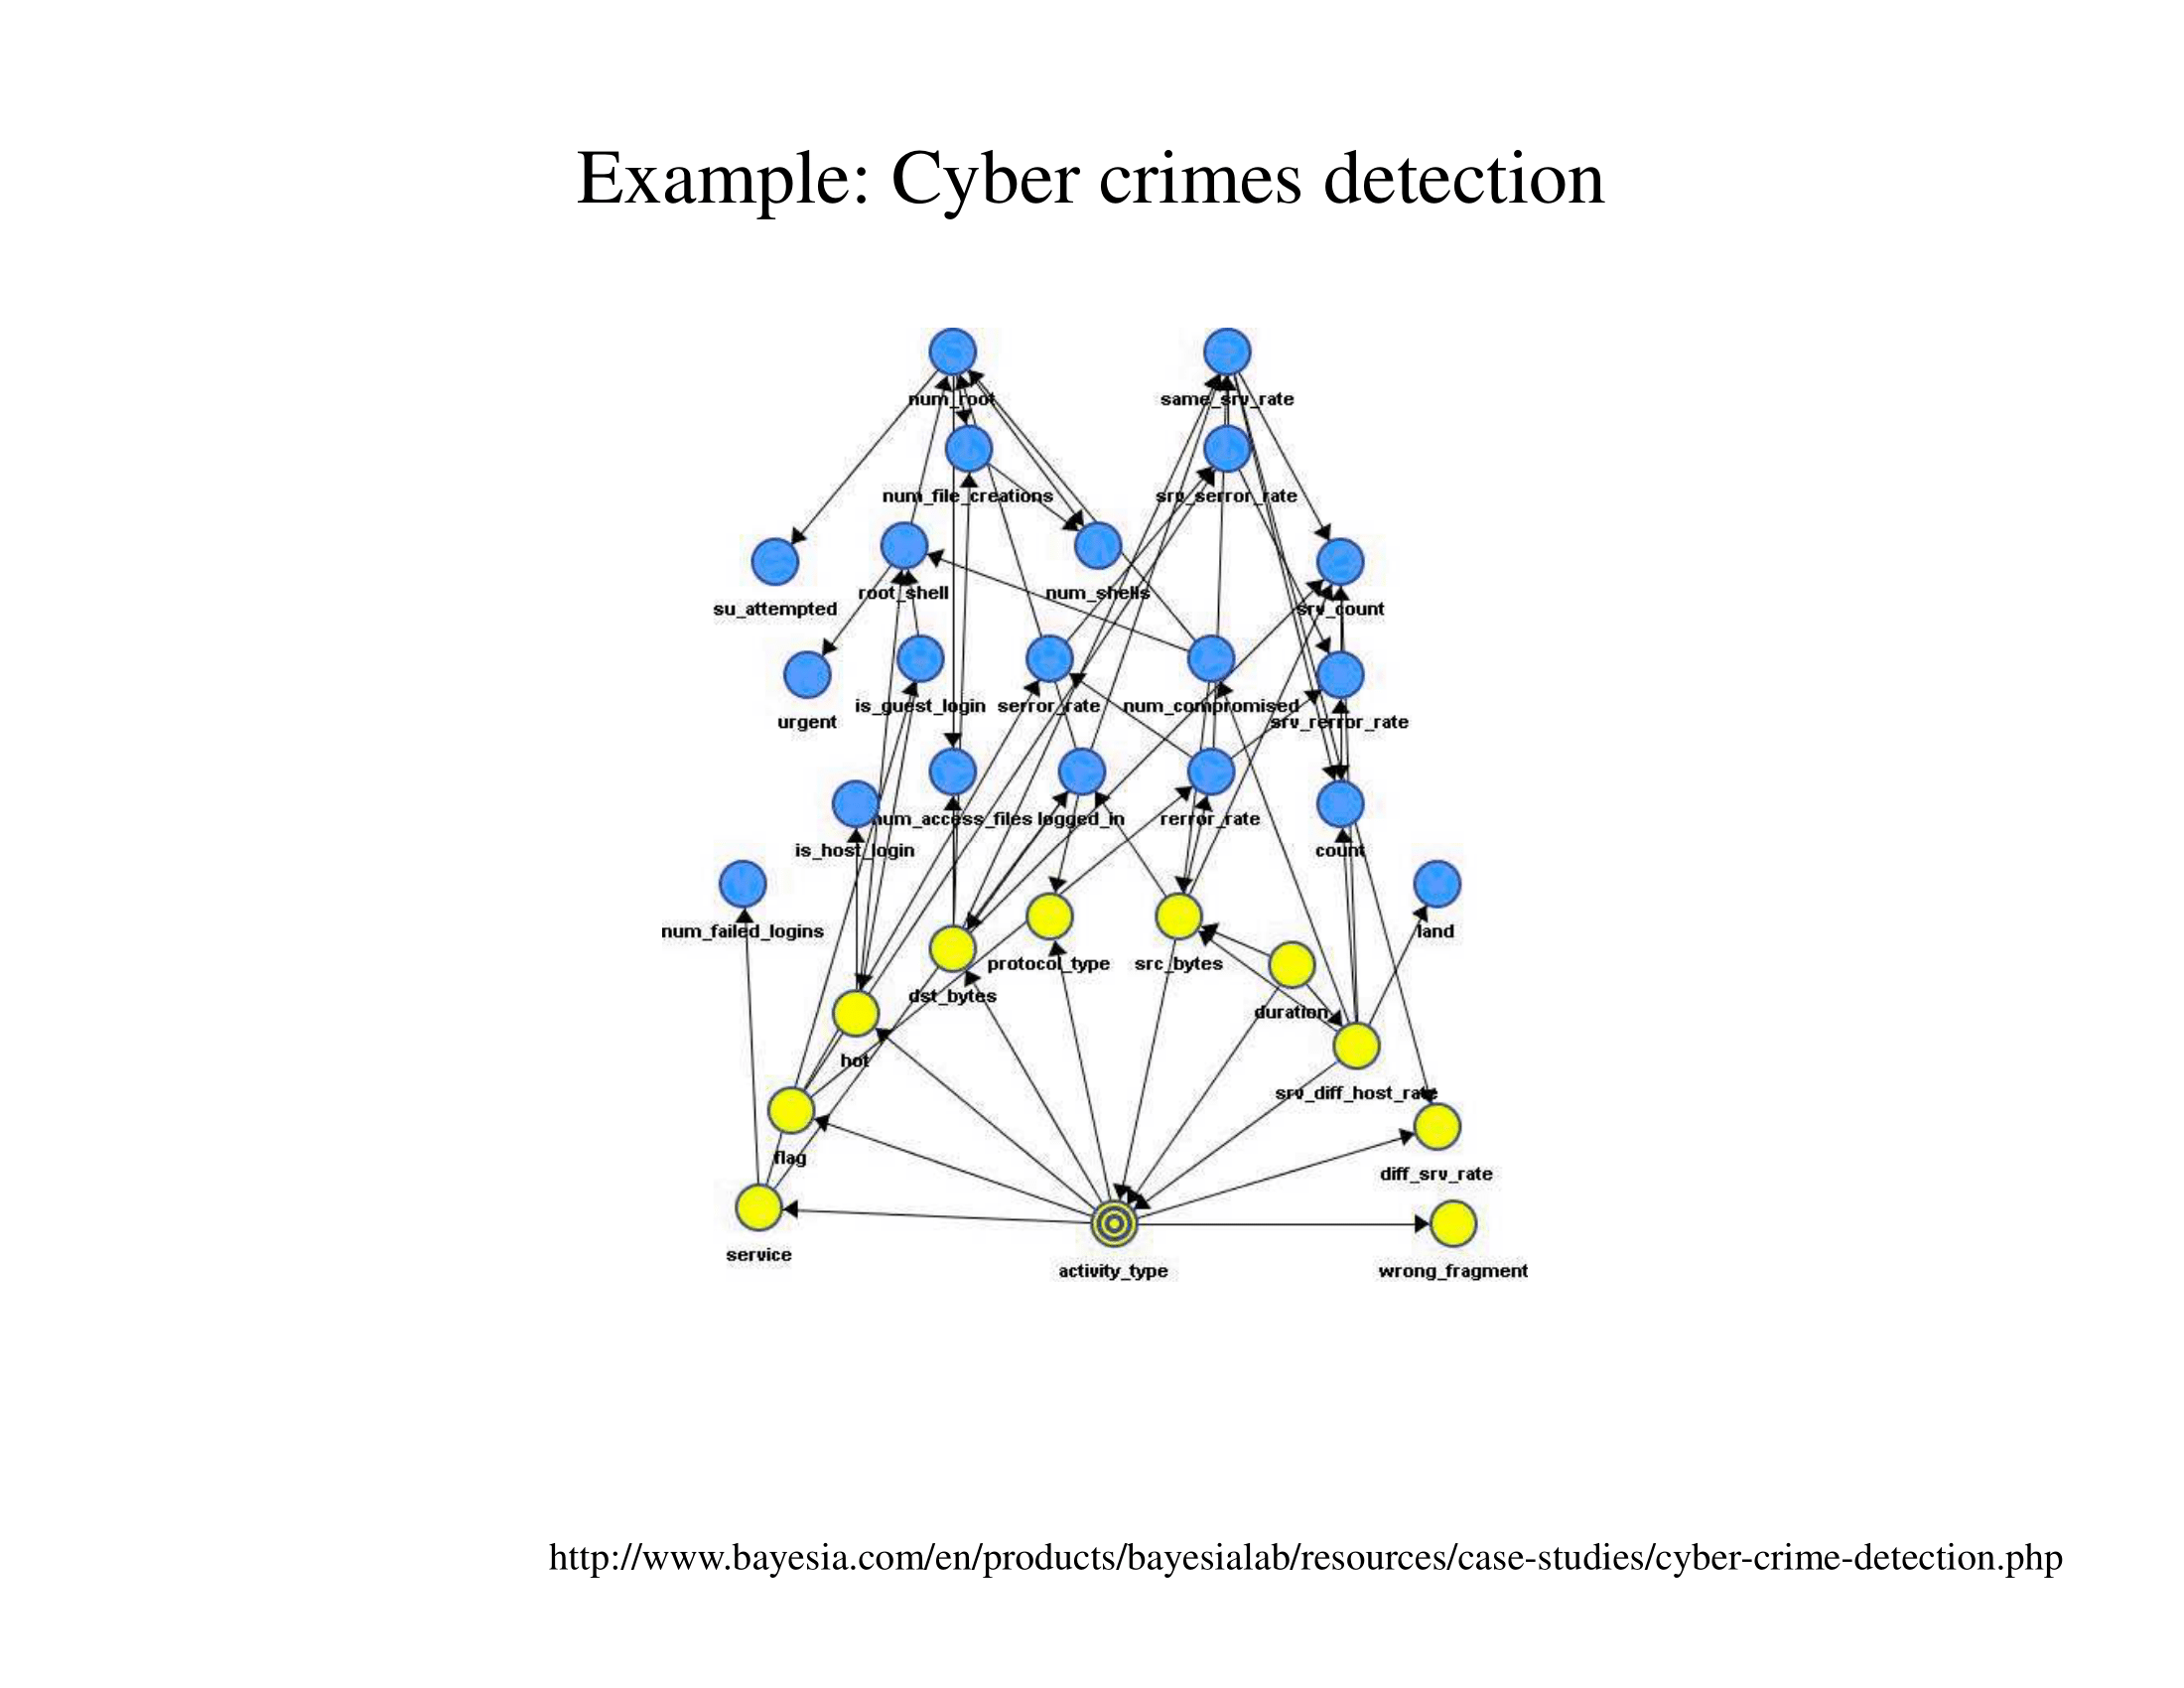 Example: Cyber crimes detection
num_root
same_srv_rate
num_file_creations
srv_serror_rate
root_shell
num_shells
su_attempted
srv_count
is_guest_login
serror_rate
num_compromised
urgent
srv_rerror_rate
num_access_files
logged_in
rerror_rate
is_host_login
count
num_failed_logins
land
protocol_type
src_bytes
dst_bytes
duration
hot
srv_diff_host_rate
flag
diff_srv_rate
service
activity_type
wrong_fragment
http://www.bayesia.com/en/products/bayesialab/resources/case-studies/cyber-crime-detection.php